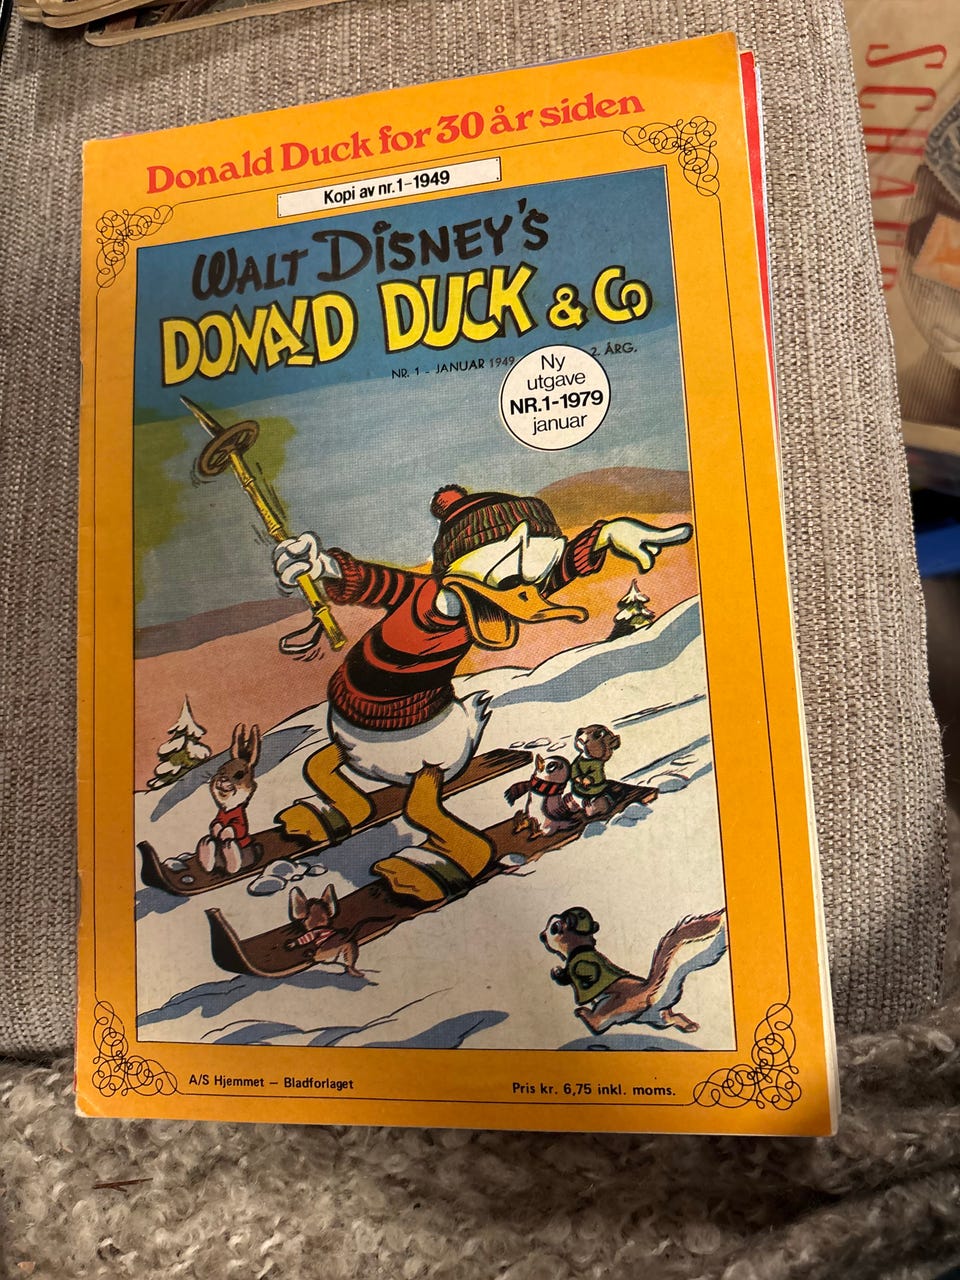 Donald Duck for 30 år siden
Kopi av nr. 1-1949
WALT DISNEY'S
DONALD DUCK & Co
NR. 1 - JANUAR 1949
2. ÅRG.
Ny
utgave
NR.1-1979
januar
A/S Hjemmet — Bladforlaget
Pris kr. 6,75 inkl. moms.